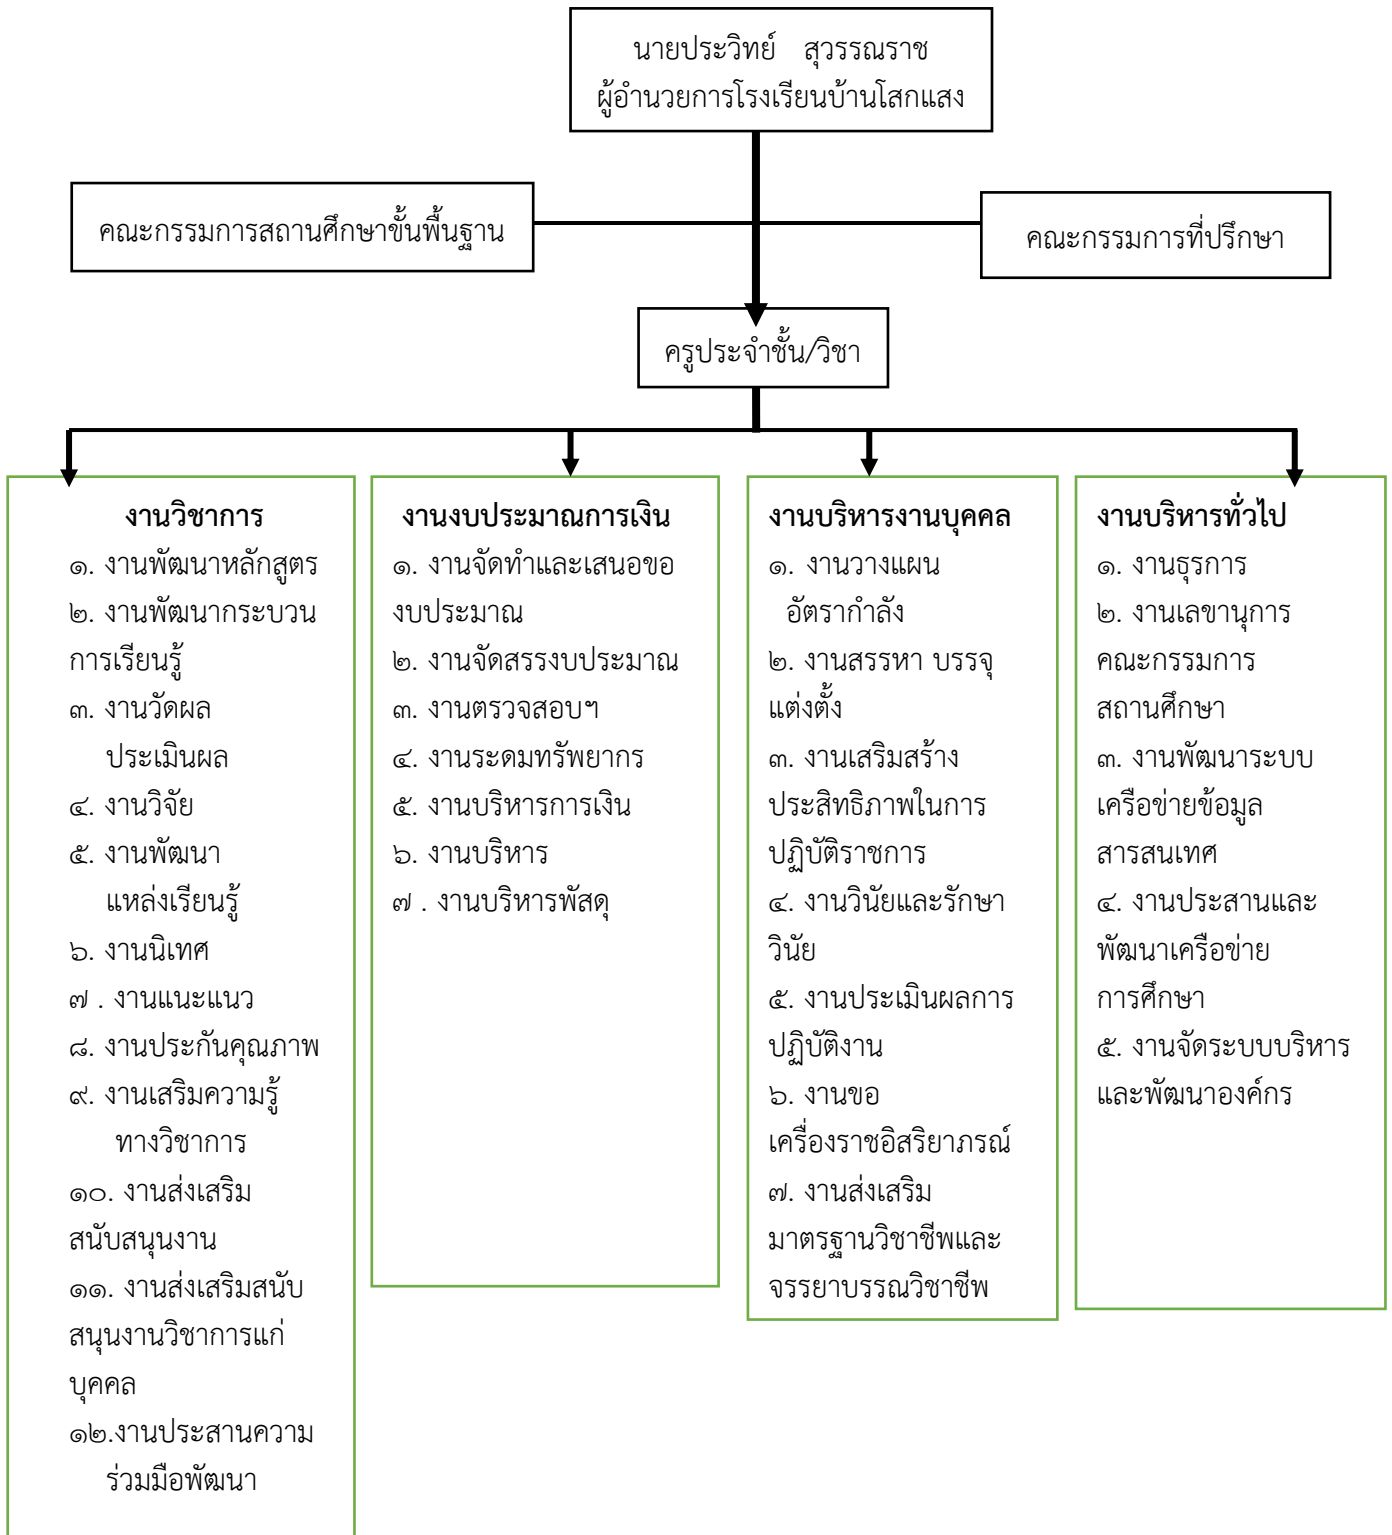 นายประวิทย์   สุวรรณราช
ผู้อำนวยการโรงเรียนบ้านโสกแสง
คณะกรรมการสถานศึกษาขั้นพื้นฐาน
คณะกรรมการที่ปรึกษา
ครูประจำชั้น/วิชา
งานวิชาการ
๑. งานพัฒนาหลักสูตร
๒. งานพัฒนากระบวน
การเรียนรู้
๓. งานวัดผล
ประเมินผล
๔. งานวิจัย
๕. งานพัฒนา
แหล่งเรียนรู้
๖. งานนิเทศ
๗ . งานแนะแนว
๘. งานประกันคุณภาพ
๙. งานเสริมความรู้
ทางวิชาการ
๑๐. งานส่งเสริม
สนับสนุนงาน
๑๑. งานส่งเสริมสนับ
สนุนงานวิชาการแก่
บุคคล
๑๒.งานประสานความ
ร่วมมือพัฒนา
งานงบประมาณการเงิน
๑. งานจัดทำและเสนอขอ
งบประมาณ
๒. งานจัดสรรงบประมาณ
๓. งานตรวจสอบฯ
๔. งานระดมทรัพยากร
๕. งานบริหารการเงิน
๖. งานบริหาร
๗ . งานบริหารพัสดุ
งานบริหารงานบุคคล
๑. งานวางแผน
อัตรากำลัง
๒. งานสรรหา บรรจุ
แต่งตั้ง
๓. งานเสริมสร้าง
ประสิทธิภาพในการ
ปฏิบัติราชการ
๔. งานวินัยและรักษา
วินัย
๕. งานประเมินผลการ
ปฏิบัติงาน
๖. งานขอ
เครื่องราชอิสริยาภรณ์
๗. งานส่งเสริม
มาตรฐานวิชาชีพและ
จรรยาบรรณวิชาชีพ
งานบริหารทั่วไป
๑. งานธุรการ
๒. งานเลขานุการ
คณะกรรมการ
สถานศึกษา
๓. งานพัฒนาระบบ
เครือข่ายข้อมูล
สารสนเทศ
๔. งานประสานและ
พัฒนาเครือข่าย
การศึกษา
๕. งานจัดระบบบริหาร
และพัฒนาองค์กร